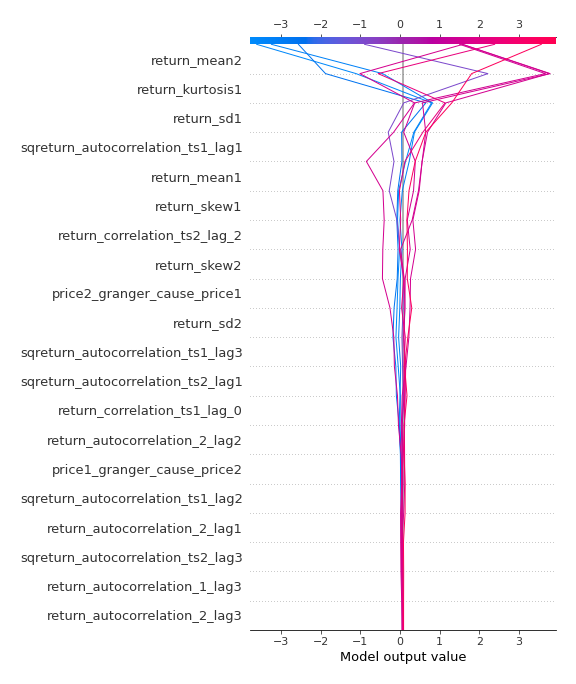 −3 −2 −1 0 1 2 3
return_mean2
return_kurtosis1
return_sd1
sqreturn_autocorrelation_ts1_lag1
return_mean1
return_skew1
return_correlation_ts2_lag_2
return_skew2
price2_granger_cause_price1
return_sd2
sqreturn_autocorrelation_ts1_lag3
sqreturn_autocorrelation_ts2_lag1
return_correlation_ts1_lag_0
return_autocorrelation_2_lag2
price1_granger_cause_price2
sqreturn_autocorrelation_ts1_lag2
return_autocorrelation_2_lag1
sqreturn_autocorrelation_ts2_lag3
return_autocorrelation_1_lag3
return_autocorrelation_2_lag3
−3 −2 −1 0 1 2 3
Model output value